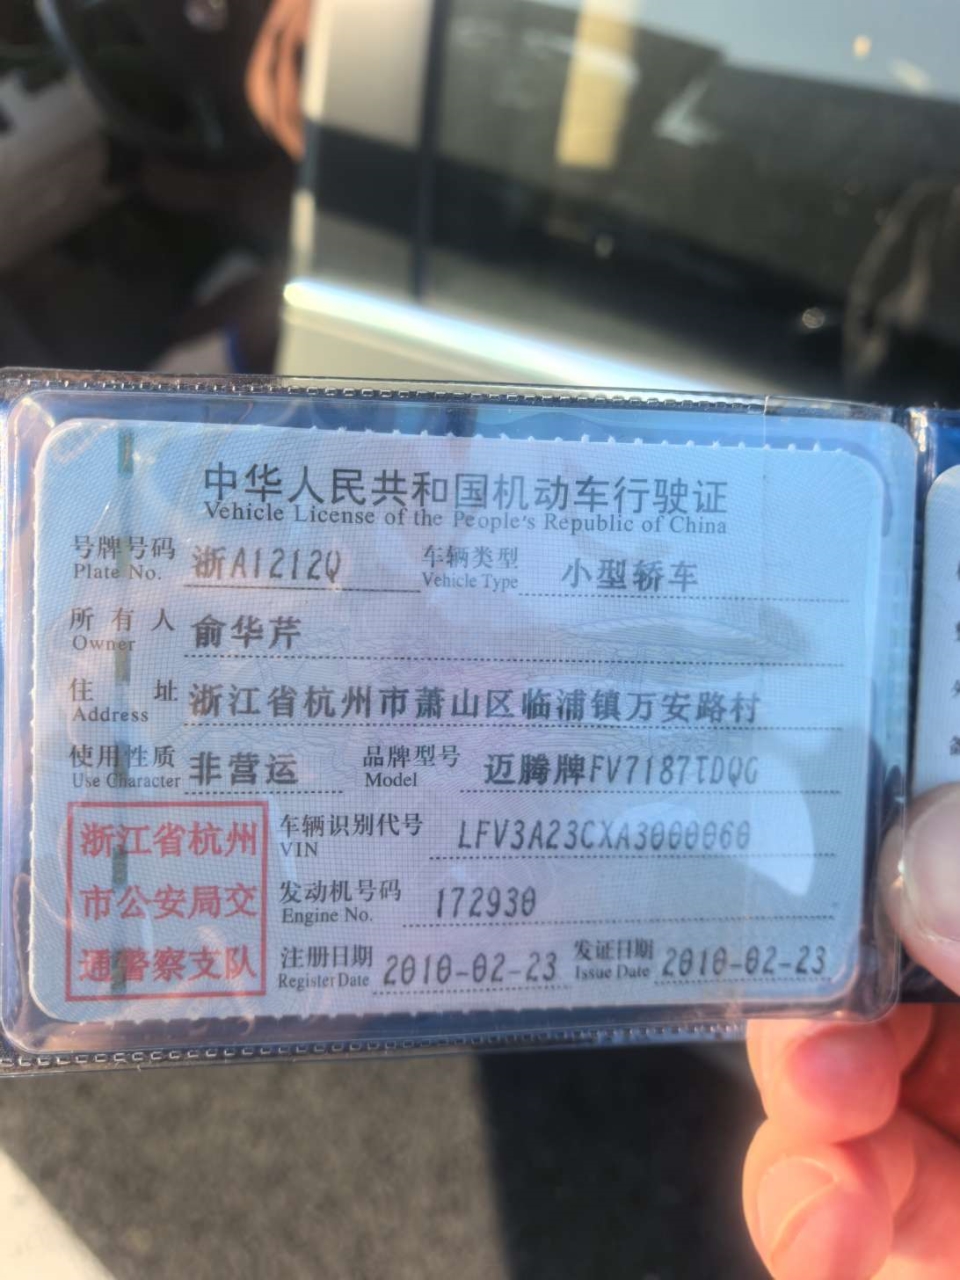 中华人民共和国机动车行驶证
Vehicle License of the People's Republic of China
号牌号码 浙A1212Q 车辆类型 小型轿车
Plate No. Vehicle Type
所有人 俞华芹
Owner
住址 浙江省杭州市萧山区临浦镇万安路村
Address
使用性质 非营运 品牌型号 迈腾牌FV7187TDQG
Use Character Model
浙江省杭州 车辆识别代号 LFV3A23CXA3000060
VIN
市公安局交 发动机号码 172930
Engine No.
通警察支队 注册日期 2010-02-23 发证日期 2010-02-23
Register Date Issue Date